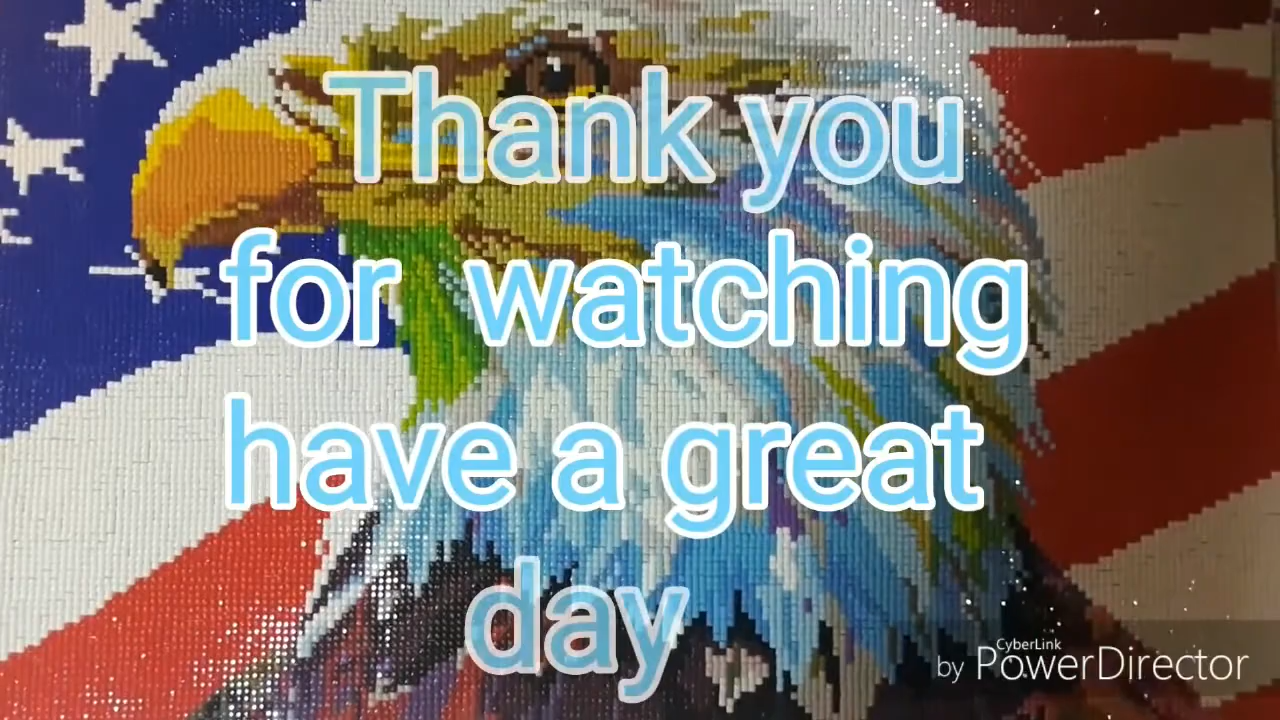 Thank you
for watching
have a great
day
CyberLink
by PowerDirector